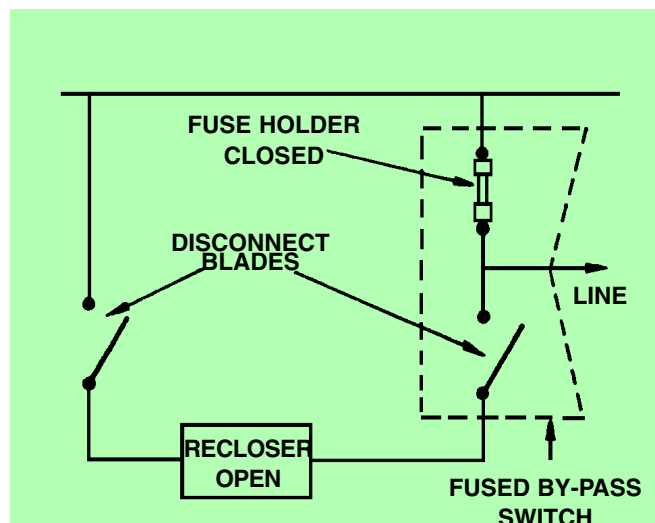 FUSE HOLDER
CLOSED
DISCONNECT
BLADES
LINE
RECLOSER
OPEN
FUSED BY-PASS
SWITCH